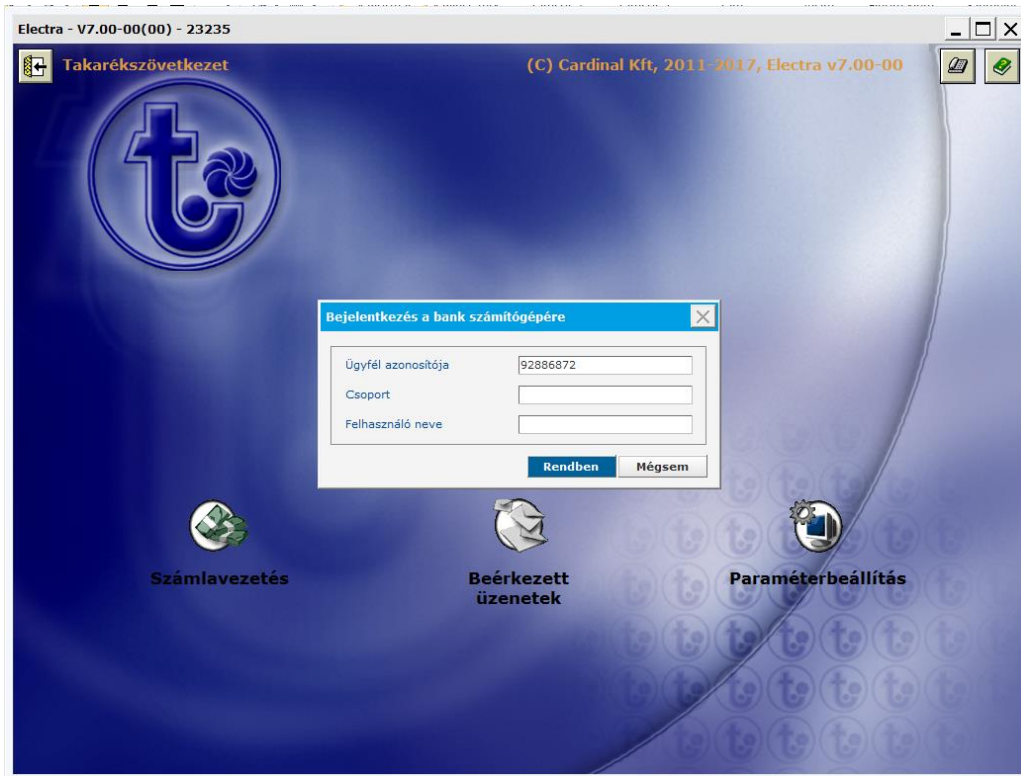 Electra - V7.00-00(00) - 23235
Takarékszövetkezet
(C) Cardinal Kft, 2011-2017, Electra v7.00-00
Bejelentkezés a bank számítógépére
Ügyfél azonosítója
92886872
Csoport
Felhasználó neve
Rendben
Mégsem
Számlavezetés
Beérkezett
üzenetek
Paraméterbeállítás